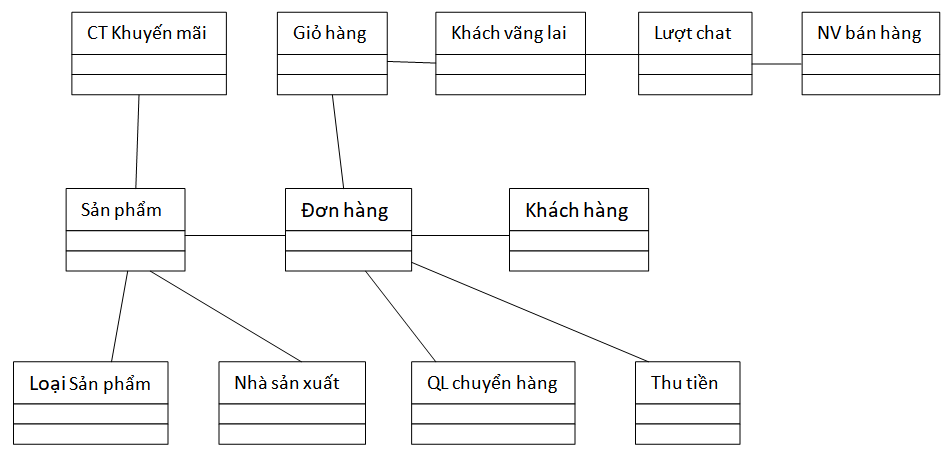 CT Khuyến mãi
Giỏ hàng
Khách vãng lai
Lượt chat
NV bán hàng
Sản phẩm
Đơn hàng
Khách hàng
Loại Sản phẩm
Nhà sản xuất
QL chuyển hàng
Thu tiền